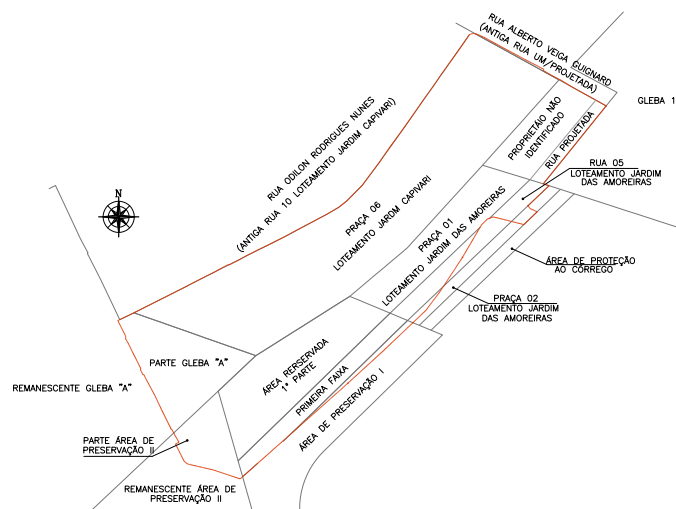 RUA ALBERTO VEIGA GUIGNARD
(ANTIGA RUA UM/PROJETADA)
GLEBA 1
PROPRIETÁIO NÃO
IDENTIFICADO
RUA PROJETADA
RUA ODILON RODRIGUES NUNES
(ANTIGA RUA 10 LOTEAMENTO JARDIM CAPIVARI)
RUA 05
LOTEAMENTO JARDIM
DAS AMOREIRAS
N
PRAÇA 06
LOTEAMENTO JARDIM CAPIVARI
PRAÇA 01
LOTEAMENTO JARDIM DAS AMOREIRAS
ÁREA DE PROTEÇÃO
AO CÓRREGO
PRAÇA 02
LOTEAMENTO JARDIM
DAS AMOREIRAS
PARTE GLEBA "A"
REMANESCENTE GLEBA "A"
ÁREA RERSERVADA
1ª PARTE
PRIMEIRA FAIXA
ÁREA DE PRESERVAÇÃO I
PARTE ÁREA DE
PRESERVAÇÃO II
REMANESCENTE ÁREA DE
PRESERVAÇÃO II